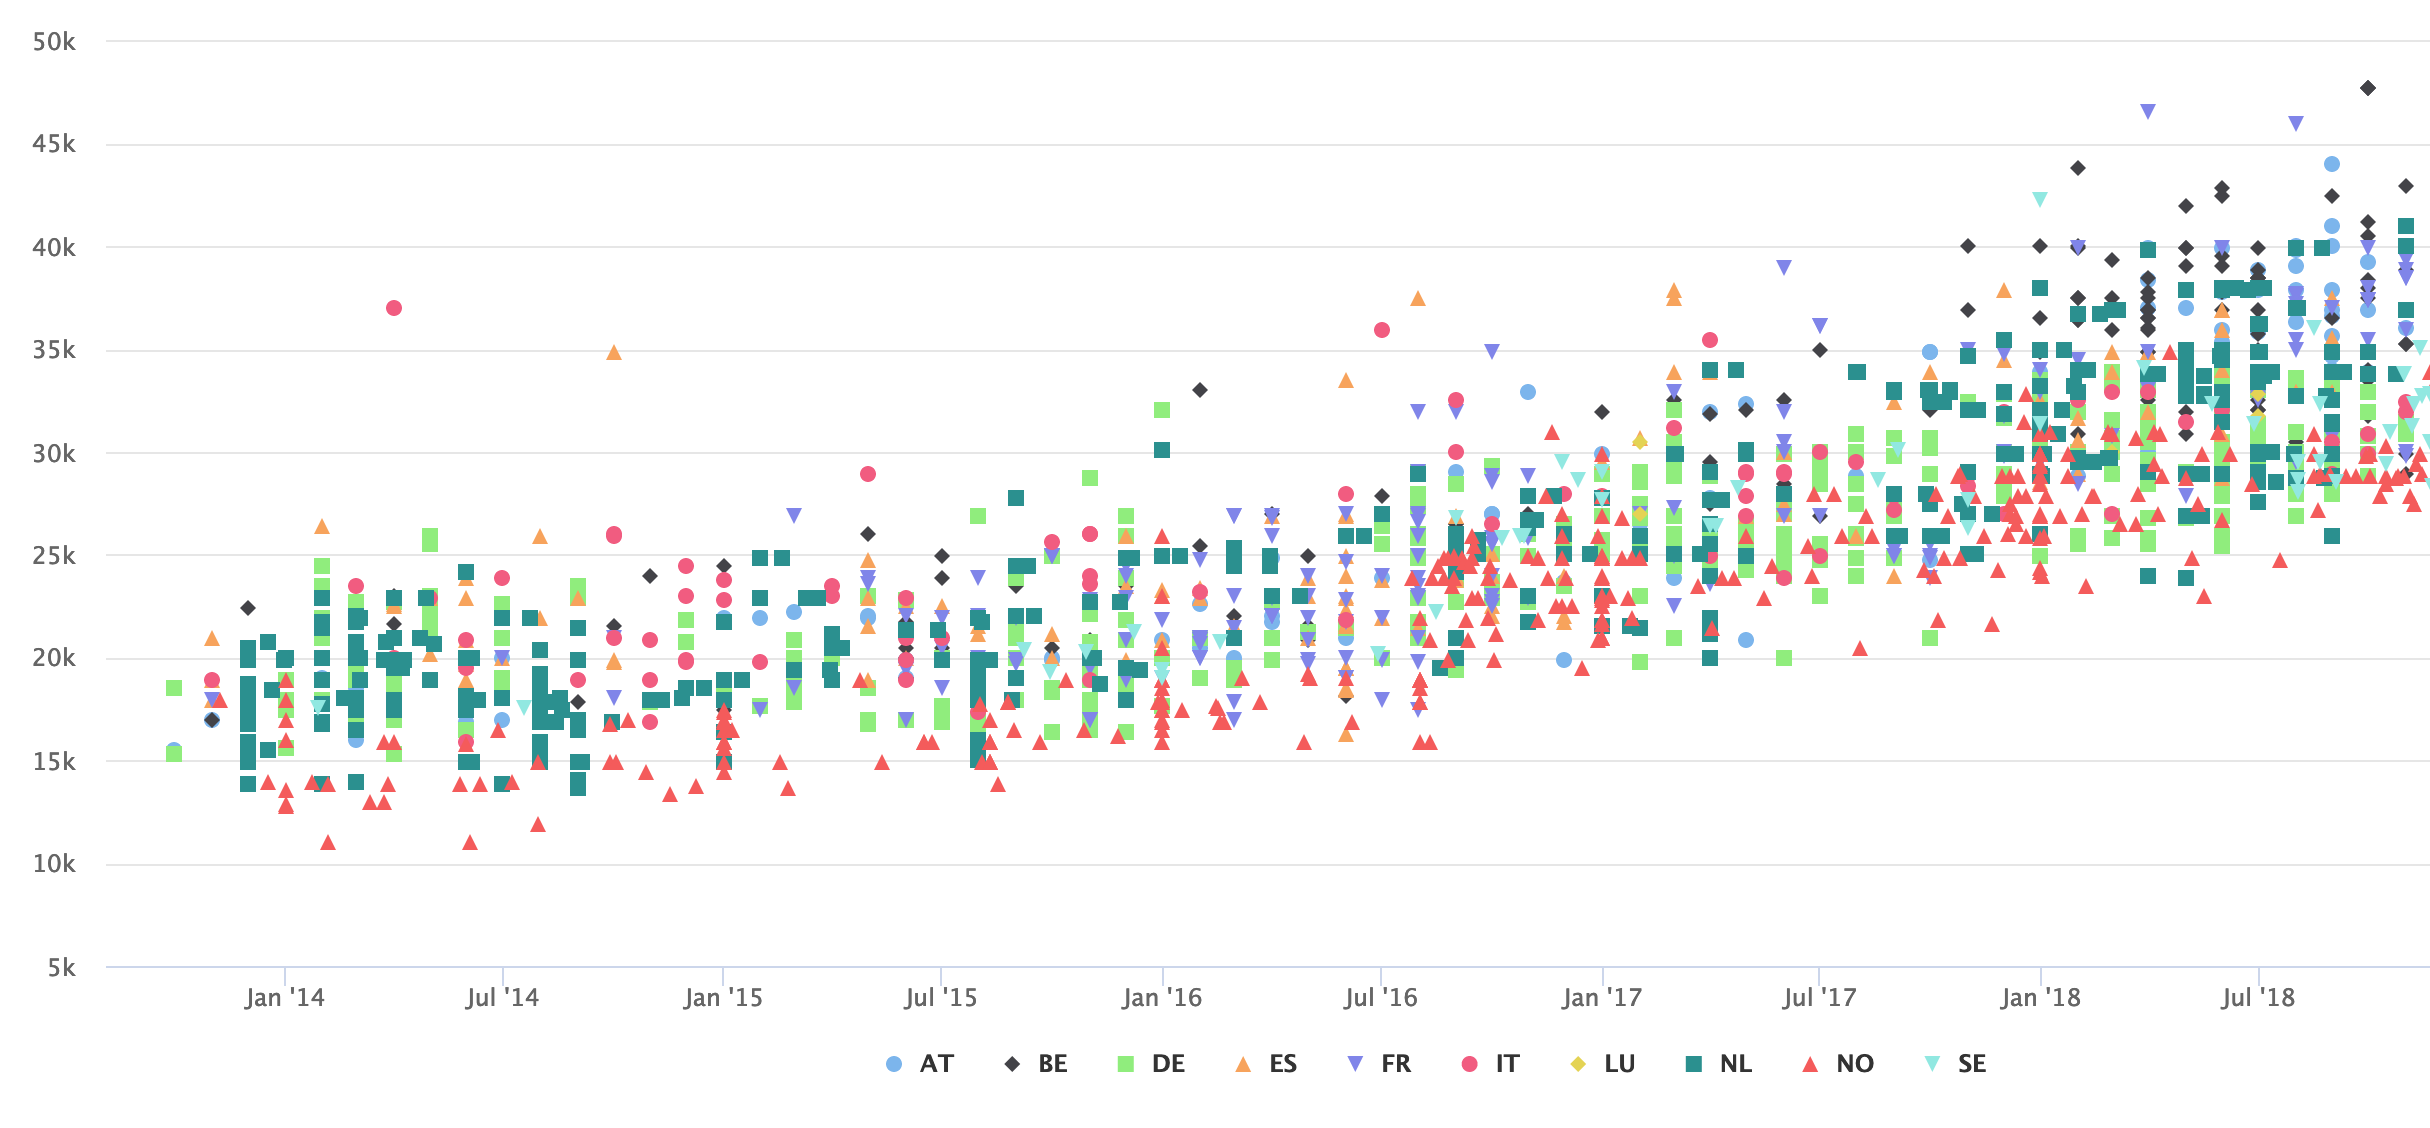 50k
45k
40k
35k
30k
25k
20k
15k
10k
5k
Jan '14 Jul '14 Jan '15 Jul '15 Jan '16 Jul '16 Jan '17 Jul '17 Jan '18 Jul '18
AT BE DE ES FR IT LU NL NO SE